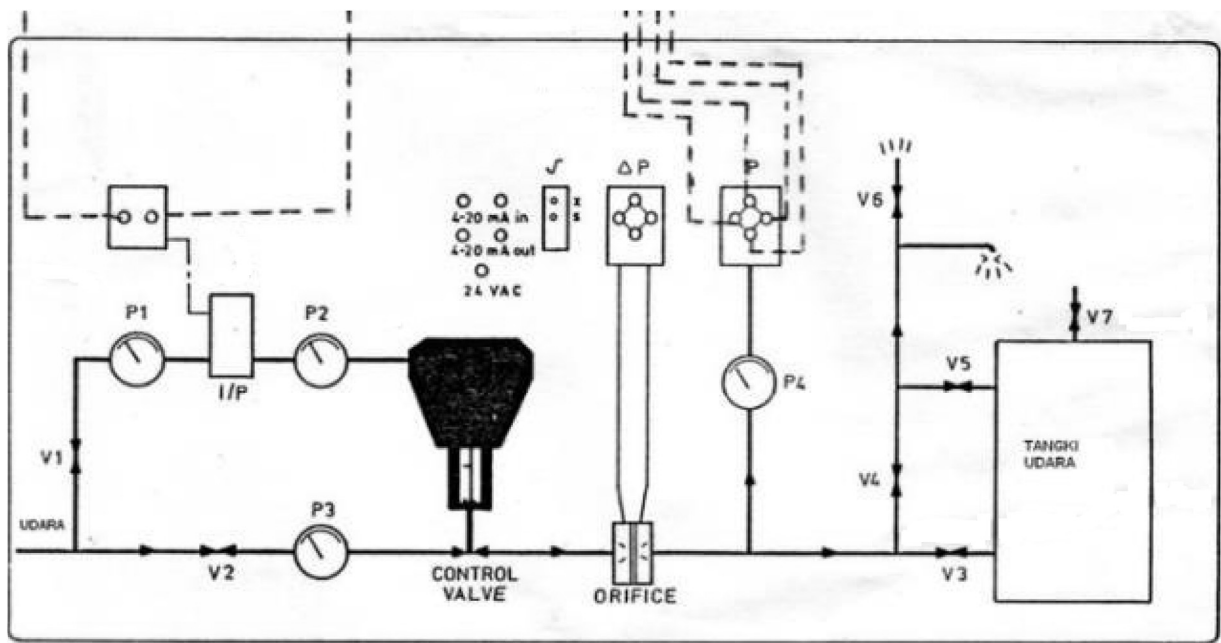 √
Δ P
P
V6
4-20 mA in
I
S
4-20 mA out
24 VAC
P1
P2
V7
I/P
V5
P4
V1
TANGKI
UDARA
V4
P3
UDARA
V2
CONTROL
VALVE
ORIFICE
V3